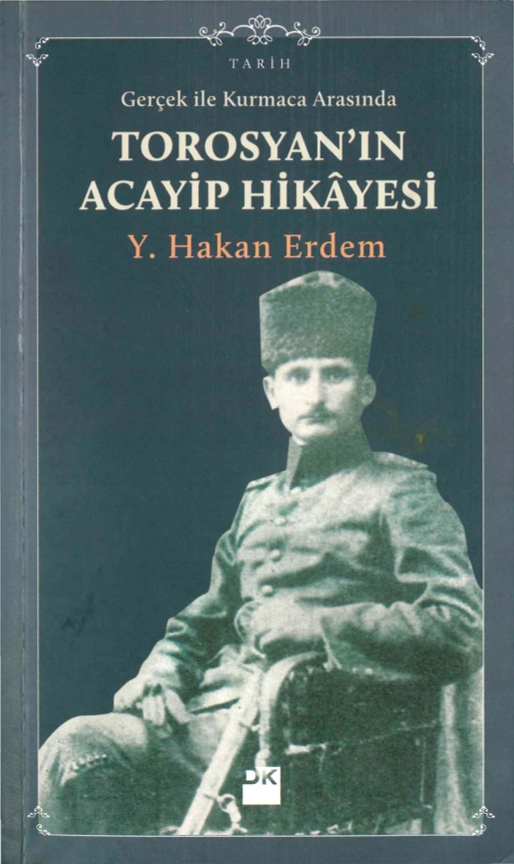 TARİH
Gerçek ile Kurmaca Arasında
TOROSYAN'IN
ACAYİP HİKÂYESİ
Y. Hakan Erdem
DK